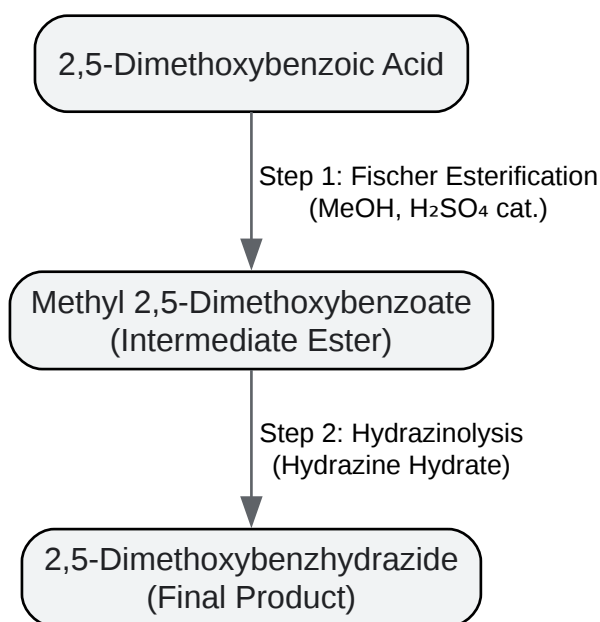 2,5-Dimethoxybenzoic Acid
Step 1: Fischer Esterification
(MeOH, H₂SO₄ cat.)
Methyl 2,5-Dimethoxybenzoate
(Intermediate Ester)
Step 2: Hydrazinolysis
(Hydrazine Hydrate)
2,5-Dimethoxybenzhydrazide
(Final Product)